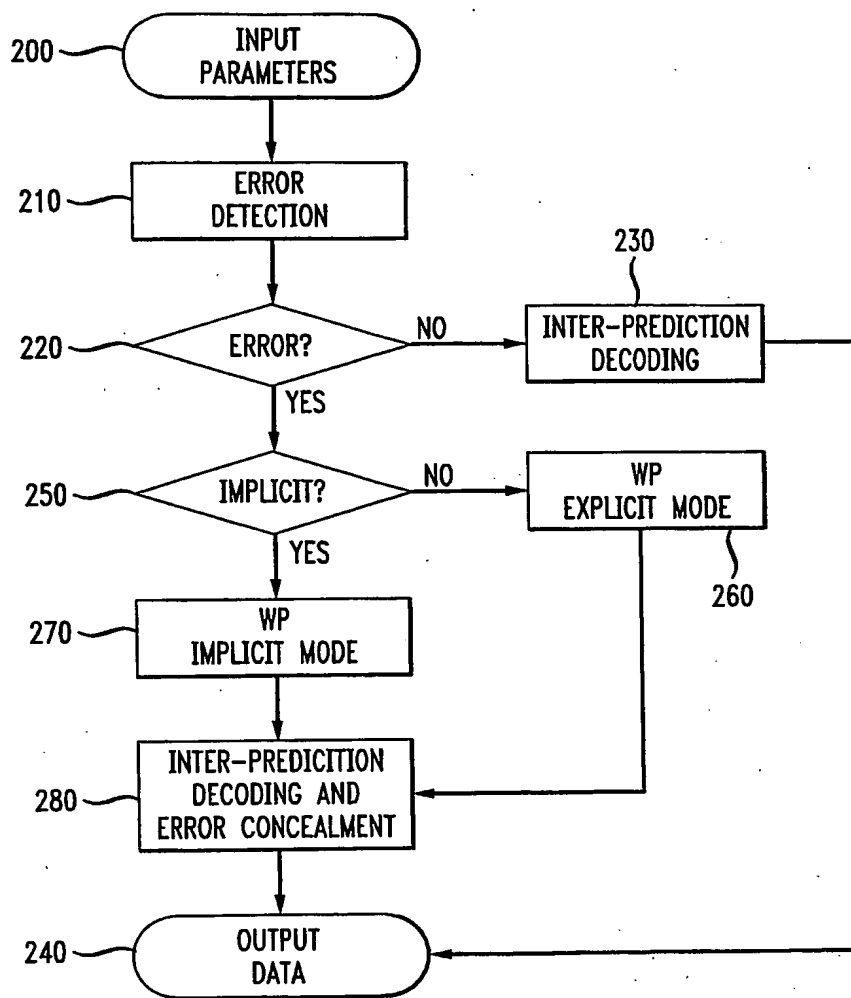 200
INPUT
PARAMETERS
210
ERROR
DETECTION
230
220
ERROR?
NO
INTER-PREDICTION
DECODING
YES
250
IMPLICIT?
NO
WP
EXPLICIT MODE
YES
260
270
WP
IMPLICIT MODE
280
INTER-PREDICITION
DECODING AND
ERROR CONCEALMENT
240
OUTPUT
DATA